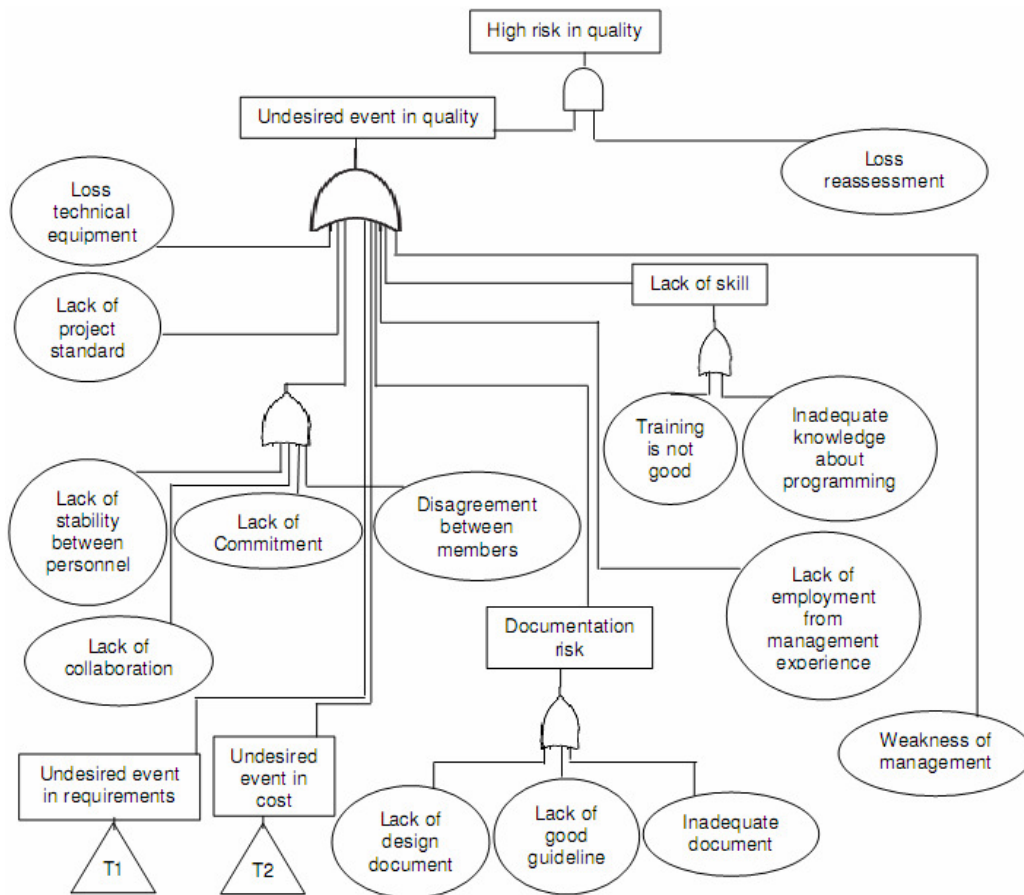 High risk in quality
Undesired event in quality
Loss
reassessment
Loss
technical
equipment
Lack of skill
Lack of
project
standard
Training
is not
good
Inadequate
knowledge
about
programming
Lack of
stability
between
personnel
Lack of
Commitment
Disagreement
between
members
Lack of
employment
from
management
experience
Lack of
collaboration
Documentation
risk
Weakness of
management
Undesired event
in requirements
Undesired
event in
cost
Lack of
design
document
Lack of
good
guideline
Inadequate
document
T1
T2